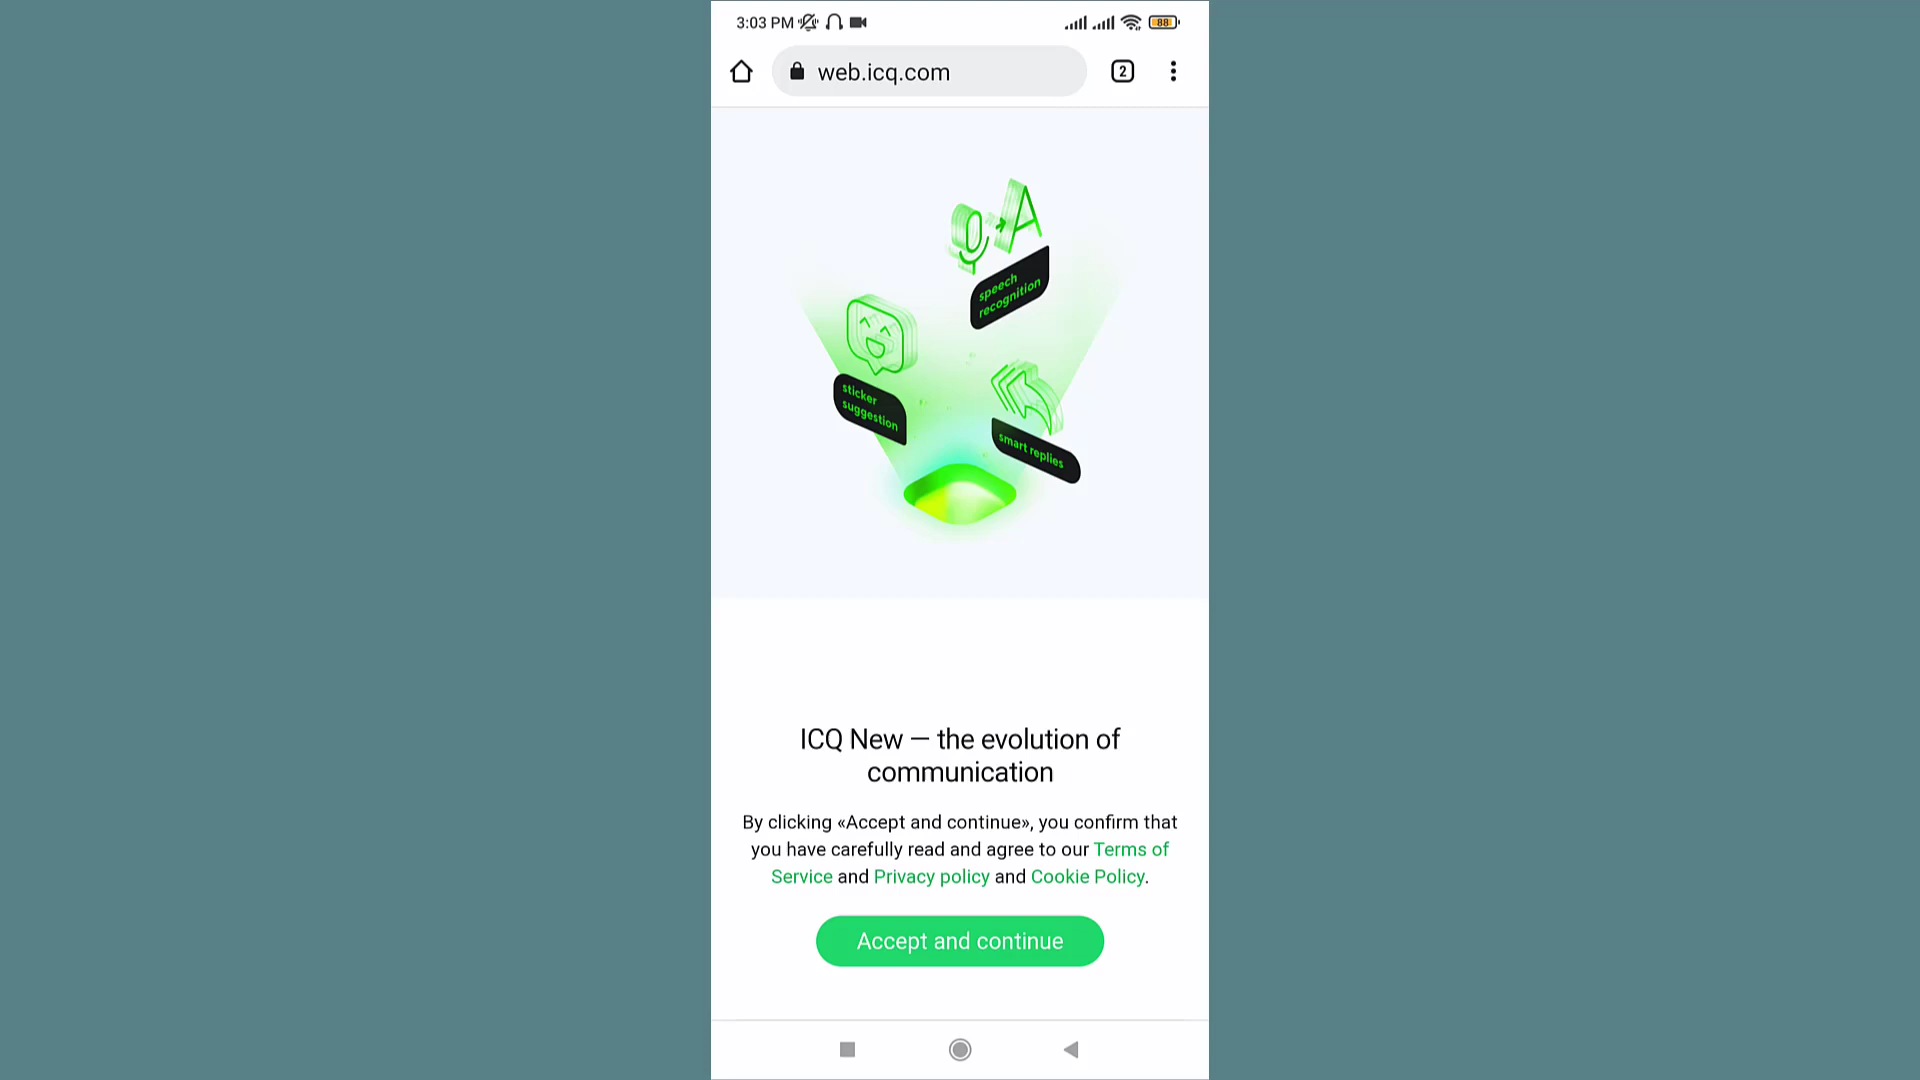 3:03 PM
88
web.icq.com
2
A
speech
recognition
sticker
suggestion
smart replies
ICQ New — the evolution of
communication
By clicking «Accept and continue», you confirm that
you have carefully read and agree to our Terms of
Service and Privacy policy and Cookie Policy.
Accept and continue